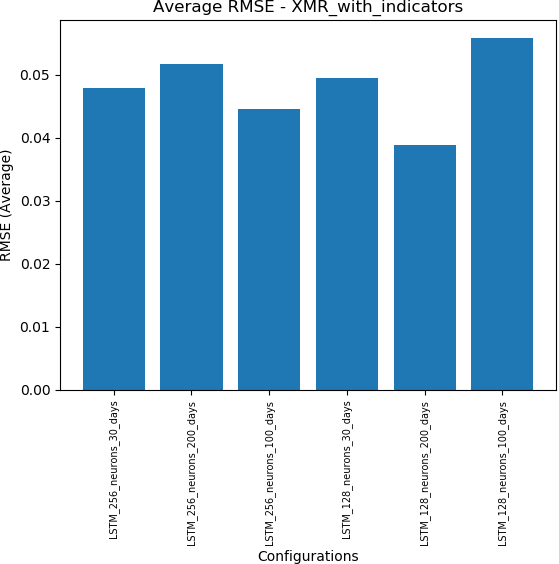 Average RMSE - XMR_with_indicators
RMSE (Average)
0.05
0.04
0.03
0.02
0.01
0.00
LSTM_256_neurons_30_days
LSTM_256_neurons_200_days
LSTM_256_neurons_100_days
LSTM_128_neurons_30_days
LSTM_128_neurons_200_days
LSTM_128_neurons_100_days
Configurations